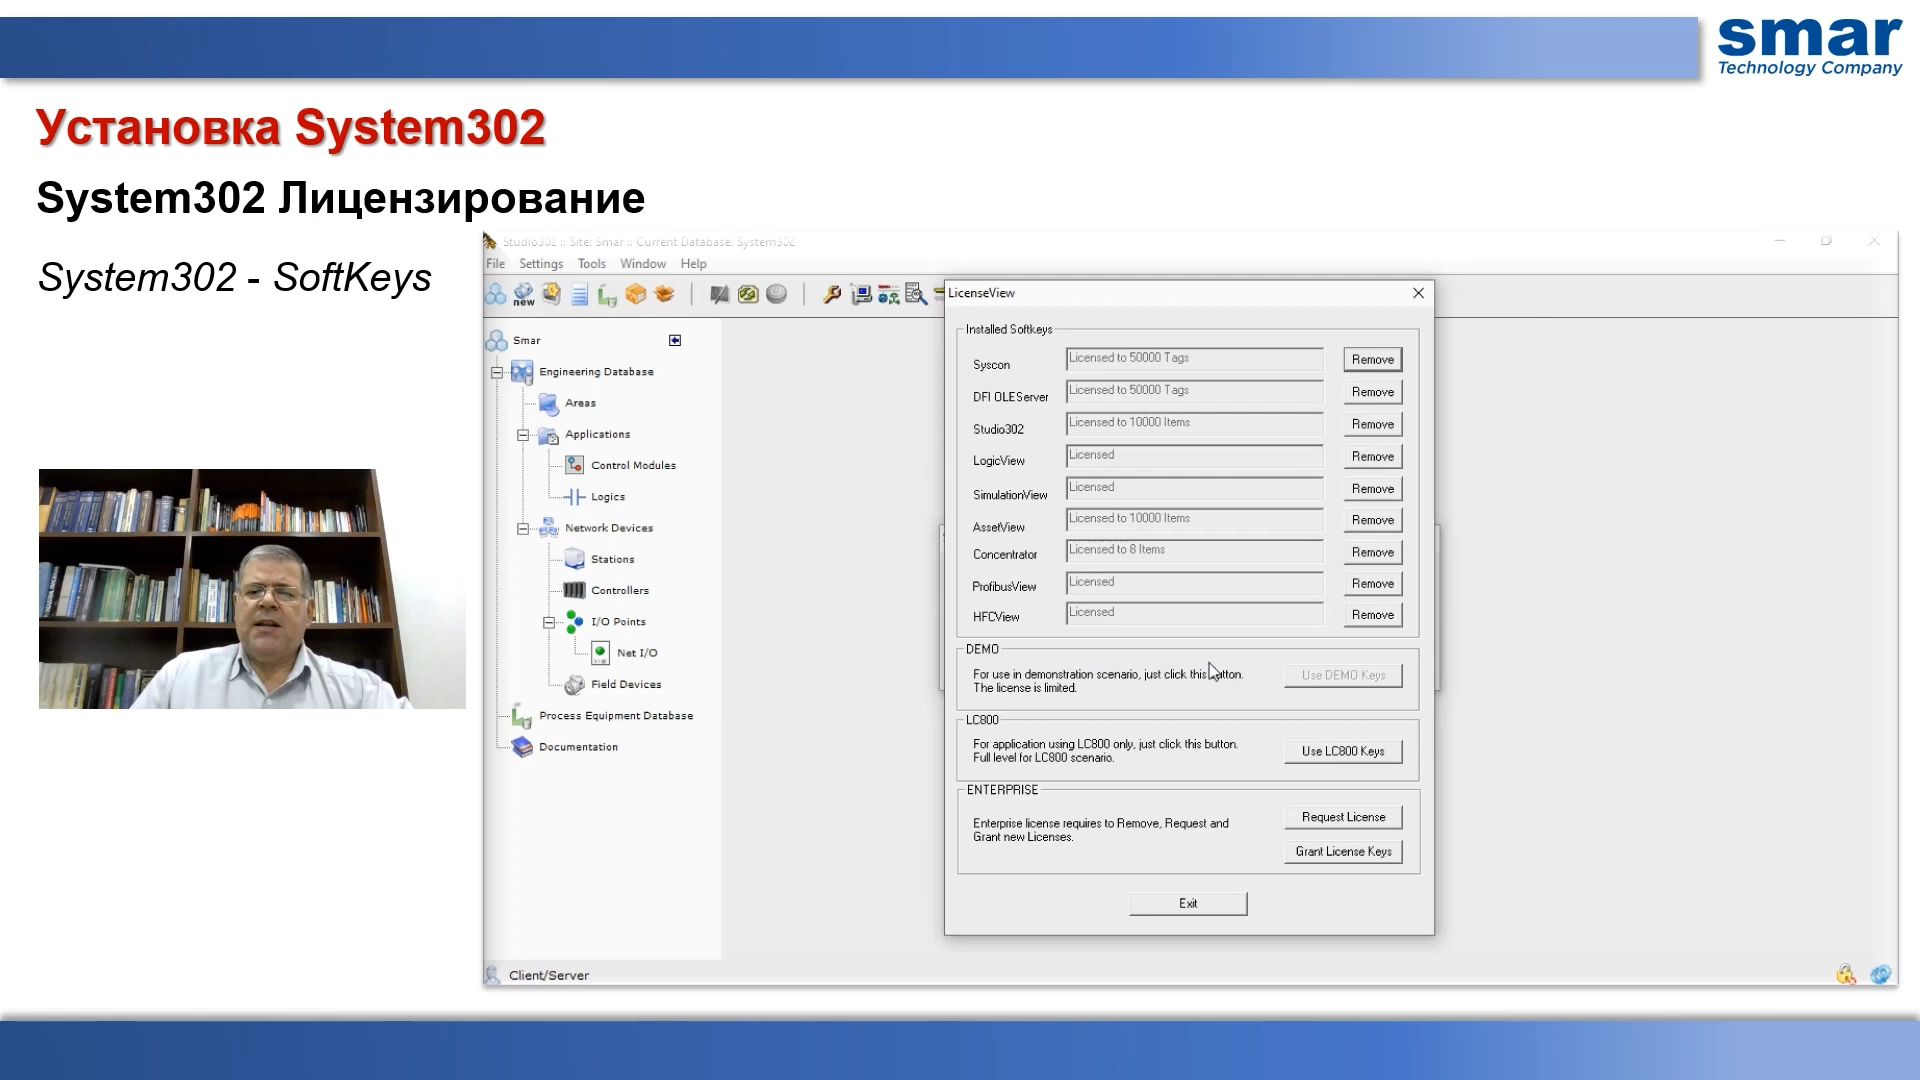 smar
Technology Company
Установка System302
System302 Лицензирование
System302 - SoftKeys
Studio302 :: Site: Smar :: Current Database: System302
File Settings Tools Window Help
new
Smar
Engineering Database
Areas
Applications
Control Modules
Logics
Network Devices
Stations
Controllers
I/O Points
Net I/O
Field Devices
Process Equipment Database
Documentation
Client/Server
LicenseView
Installed Softkeys
Syscon Licensed to 50000 Tags Remove
DFI OLEServer Licensed to 50000 Tags Remove
Studio302 Licensed to 10000 Items Remove
LogicView Licensed Remove
SimulationView Licensed Remove
AssetView Licensed to 10000 Items Remove
Concentrator Licensed to 8 Items Remove
ProfibusView Licensed Remove
HFCView Licensed Remove
DEMO
For use in demonstration scenario, just click this button.
The license is limited.
Use DEMO Keys
LC800
For application using LC800 only, just click this button.
Full level for LC800 scenario.
Use LC800 Keys
ENTERPRISE
Enterprise license requires to Remove, Request and
Grant new Licenses.
Request License
Grant License Keys
Exit